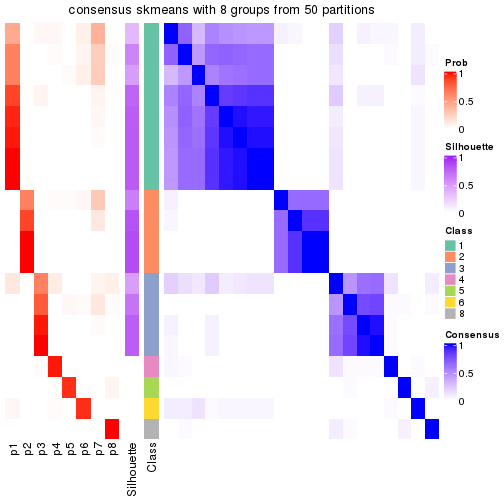 consensus skmeans with 8 groups from 50 partitions
Prob
1
0.5
0
Silhouette
1
0.5
0
Class
1
2
3
4
5
6
8
Consensus
1
0.5
0
p1
p2
p3
p4
p5
p6
p7
p8
Silhouette
Class